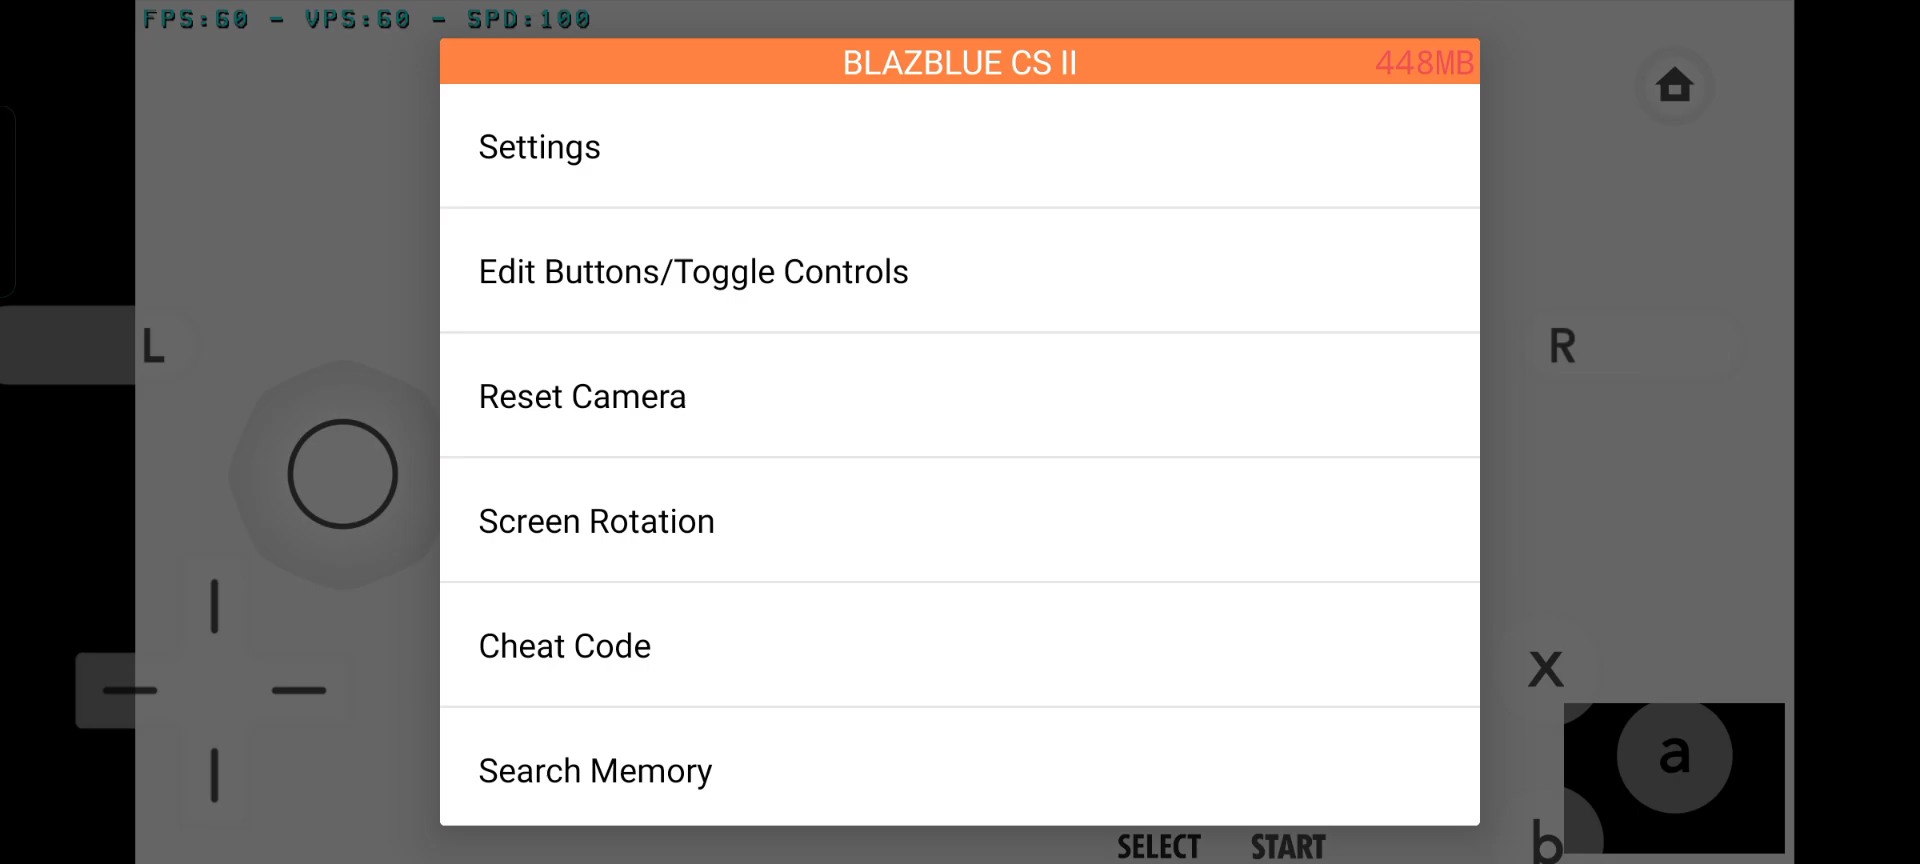 FPS:60 - VPS:60 - SPD:100
BLAZBLUE CS II
448MB
Settings
Edit Buttons/Toggle Controls
Reset Camera
Screen Rotation
Cheat Code
Search Memory
L
R
X
a
b
SELECT START